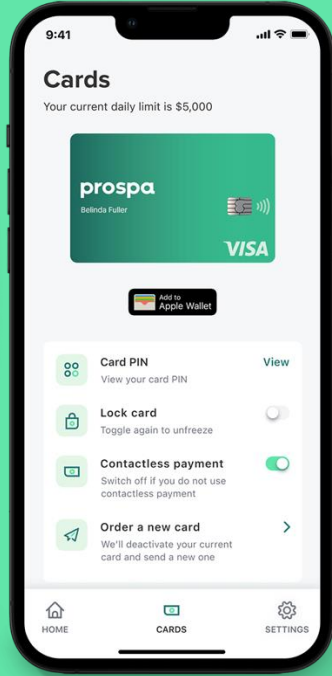 9:41
Cards
Your current daily limit is $5,000
prospa
Belinda Fuller
VISA
Add to
Apple Wallet
Card PIN
View
View your card PIN
Lock card
Toggle again to unfreeze
Contactless payment
Switch off if you do not use
contactless payment
Order a new card
We'll deactivate your current
card and send a new one
HOME
CARDS
SETTINGS